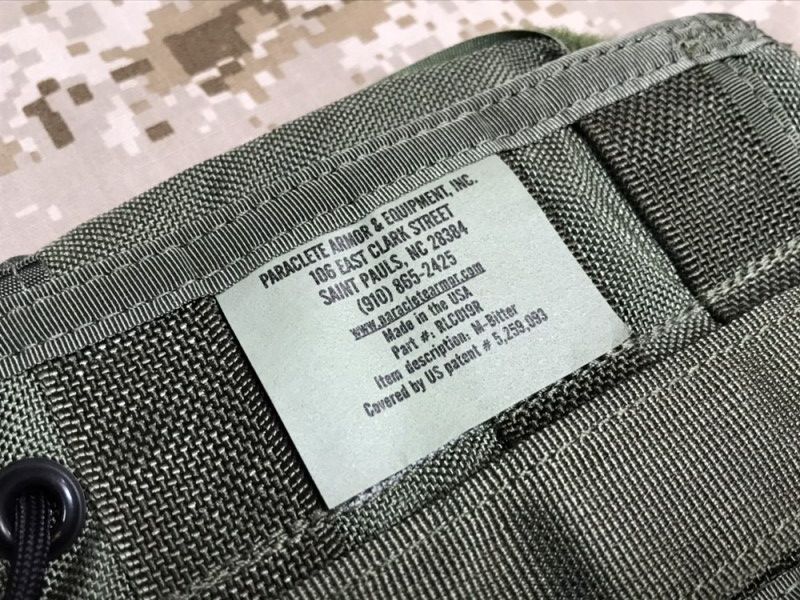 PARACLETE ARMOR & EQUIPMENT, INC.
106 EAST CLARK STREET
SAINT PAULS, NC 28384
(910) 865-2425
www.paracletearmor.com
Made in the USA
Part #: RLC019R
Item description: M-Bitter
Covered by US patent # 5,259,093